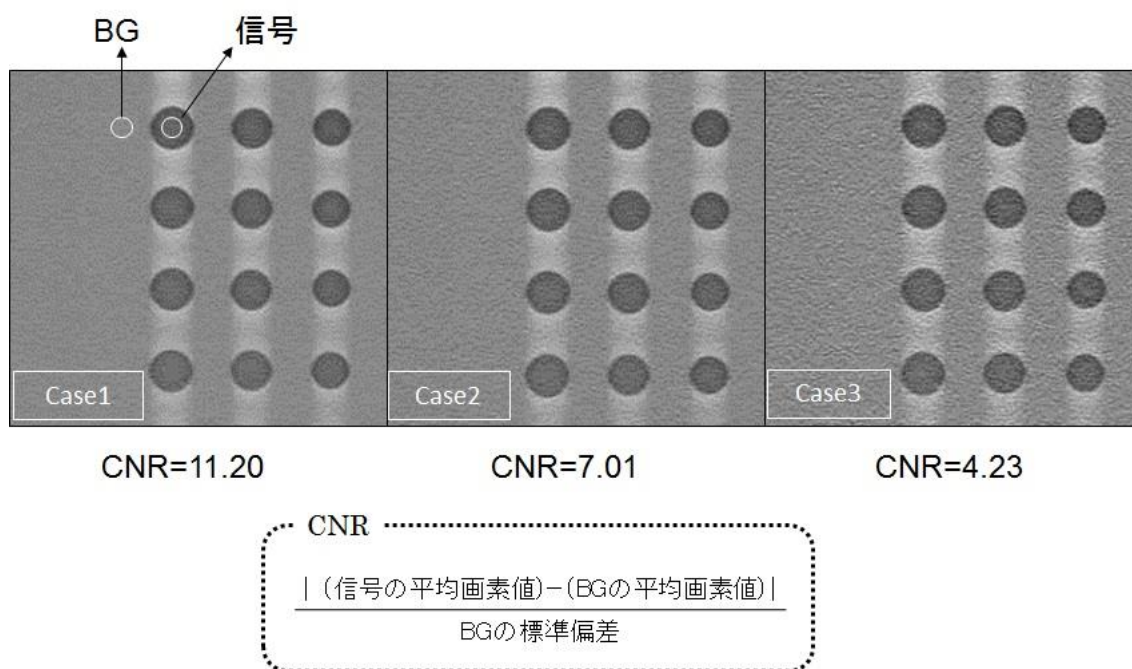 BG
信号
Case1
Case2
Case3
CNR=11.20
CNR=7.01
CNR=4.23
CNR
|(信号の平均画素値)−(BGの平均画素値)|
BGの標準偏差